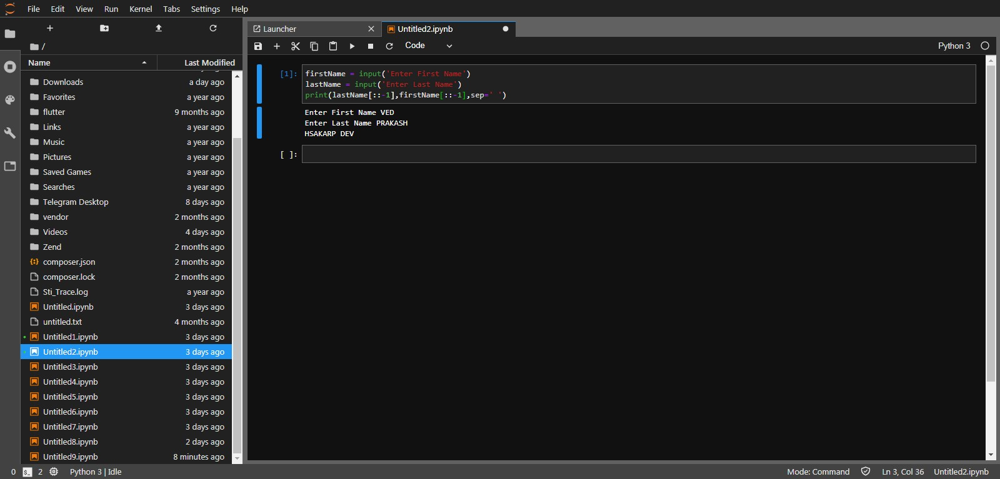 File Edit View Run Kernel Tabs Settings Help
/
Name Last Modified
Downloads a day ago
Favorites a year ago
flutter 9 months ago
Links a year ago
Music a year ago
Pictures a year ago
Saved Games a year ago
Searches a year ago
Telegram Desktop 8 days ago
vendor 2 months ago
Videos 4 days ago
Zend 2 months ago
composer.json 2 months ago
composer.lock 2 months ago
Sti_Trace.log a year ago
Untitled.ipynb 3 days ago
untitled.txt 4 months ago
Untitled1.ipynb 3 days ago
Untitled2.ipynb 3 days ago
Untitled3.ipynb 3 days ago
Untitled4.ipynb 3 days ago
Untitled5.ipynb 3 days ago
Untitled6.ipynb 3 days ago
Untitled7.ipynb 3 days ago
Untitled8.ipynb 2 days ago
Untitled9.ipynb 8 minutes ago
Launcher Untitled2.ipynb
Code Python 3
[1]: firstName = input('Enter First Name')
lastName = input('Enter Last Name')
print(lastName[::-1],firstName[::-1],sep=' ')
Enter First Name VED
Enter Last Name PRAKASH
HSAKARP DEV
[ ]:
0 $_ 2 Python 3 | Idle Mode: Command Ln 3, Col 36 Untitled2.ipynb